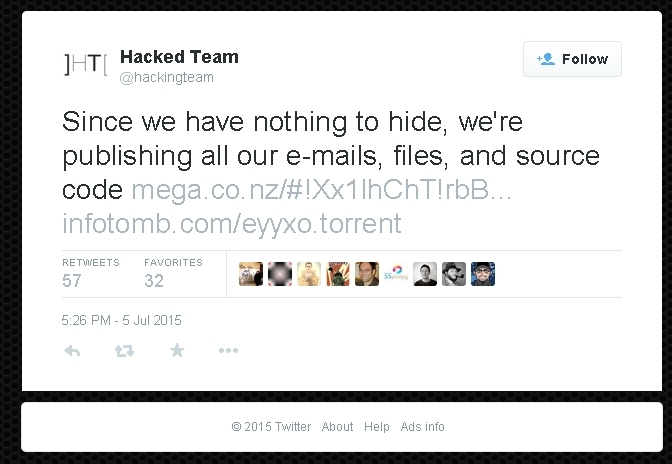 ]HT[ Hacked Team
@hackingteam
Follow
Since we have nothing to hide, we're
publishing all our e-mails, files, and source
code mega.co.nz/#!Xx1lhChT!rbB...
infotomb.com/eyyxo.torrent
RETWEETS FAVORITES
57 32
5:26 PM - 5 Jul 2015
© 2015 Twitter About Help Ads info